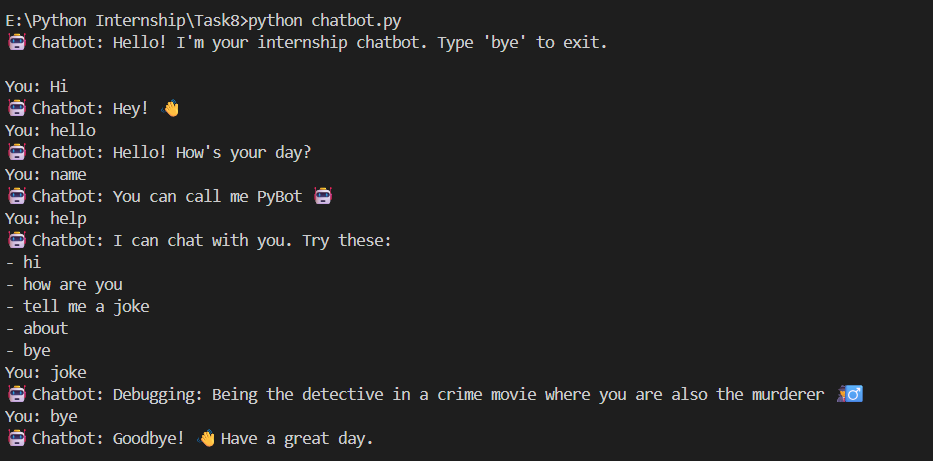 E:\Python Internship\Task8>python chatbot.py
🤖 Chatbot: Hello! I'm your internship chatbot. Type 'bye' to exit.
You: Hi
🤖 Chatbot: Hey! 👋
You: hello
🤖 Chatbot: Hello! How's your day?
You: name
🤖 Chatbot: You can call me PyBot 🤖
You: help
🤖 Chatbot: I can chat with you. Try these:
- hi
- how are you
- tell me a joke
- about
- bye
You: joke
🤖 Chatbot: Debugging: Being the detective in a crime movie where you are also the murderer 🕵️‍♂️
You: bye
🤖 Chatbot: Goodbye! 👋 Have a great day.